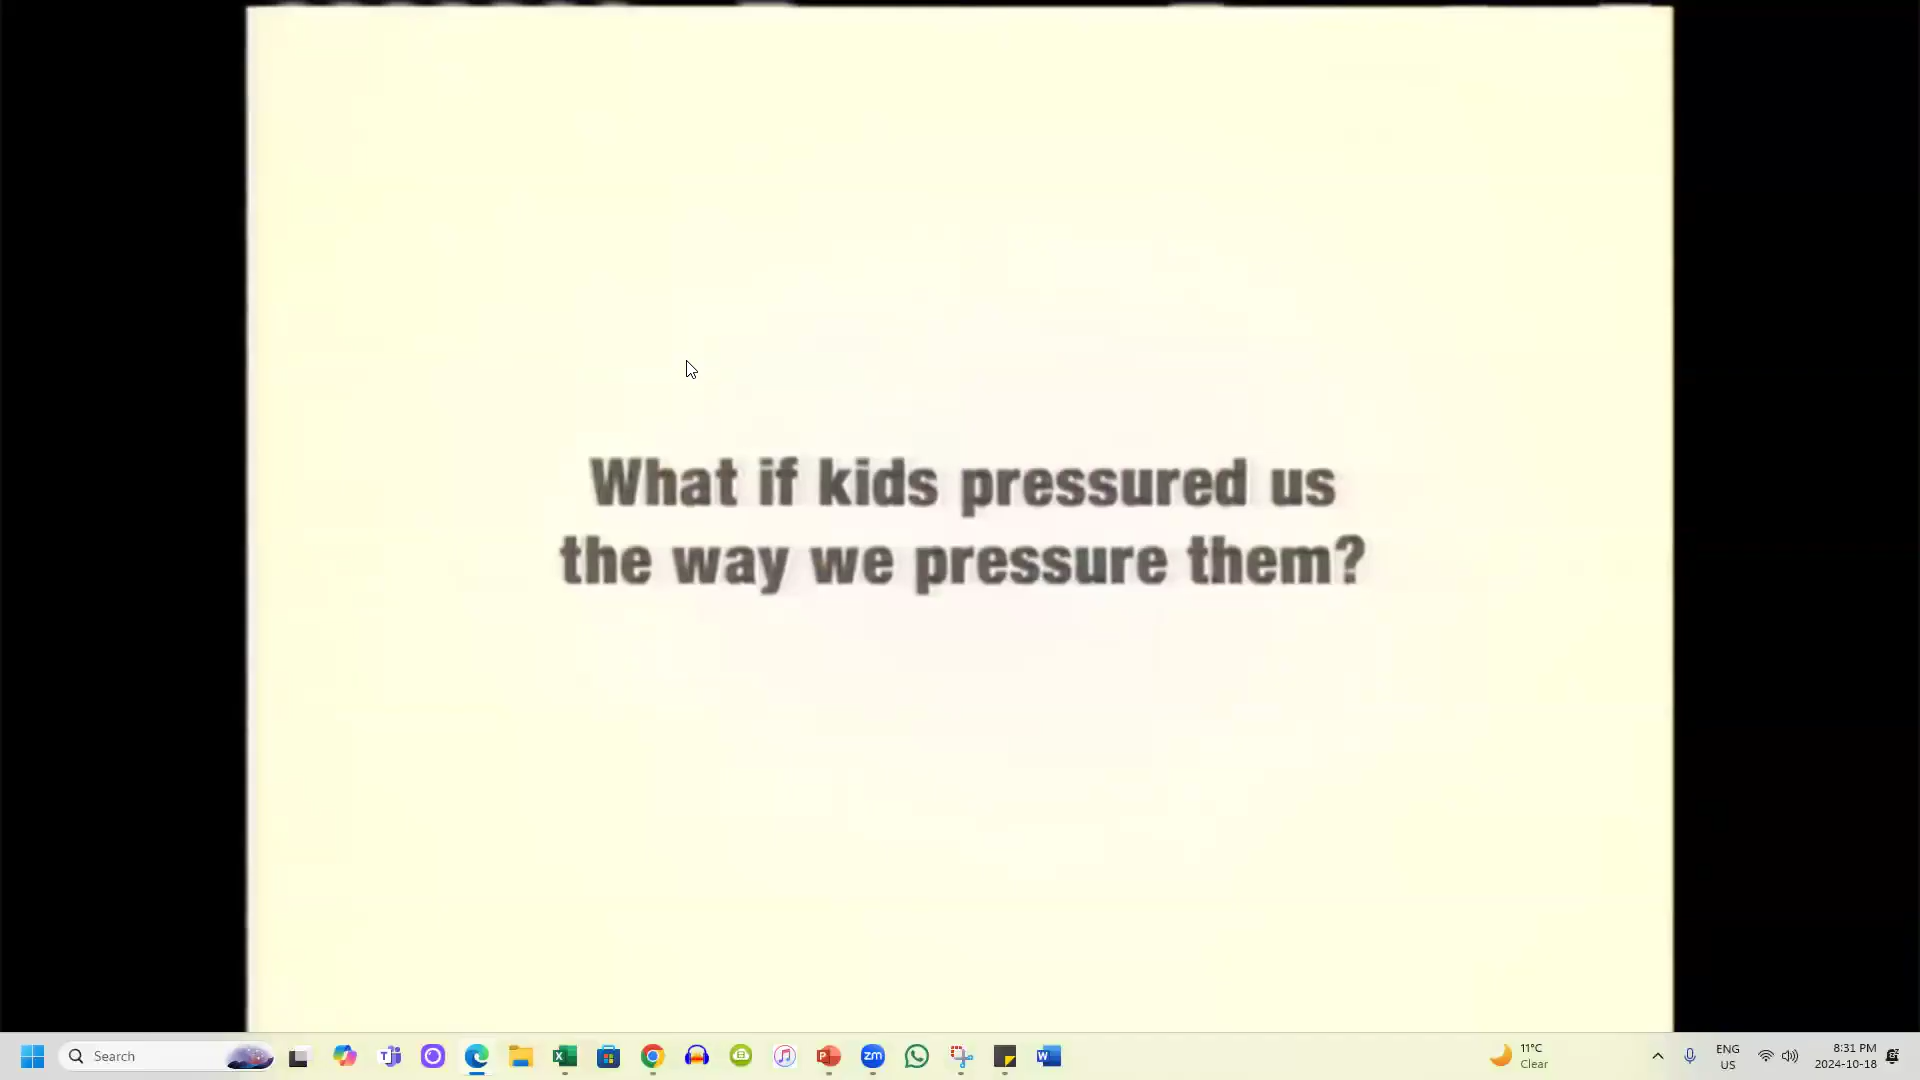 What if kids pressured us
the way we pressure them?
Search
zm
11°C
Clear
ENG
US
8:31 PM
2024-10-18